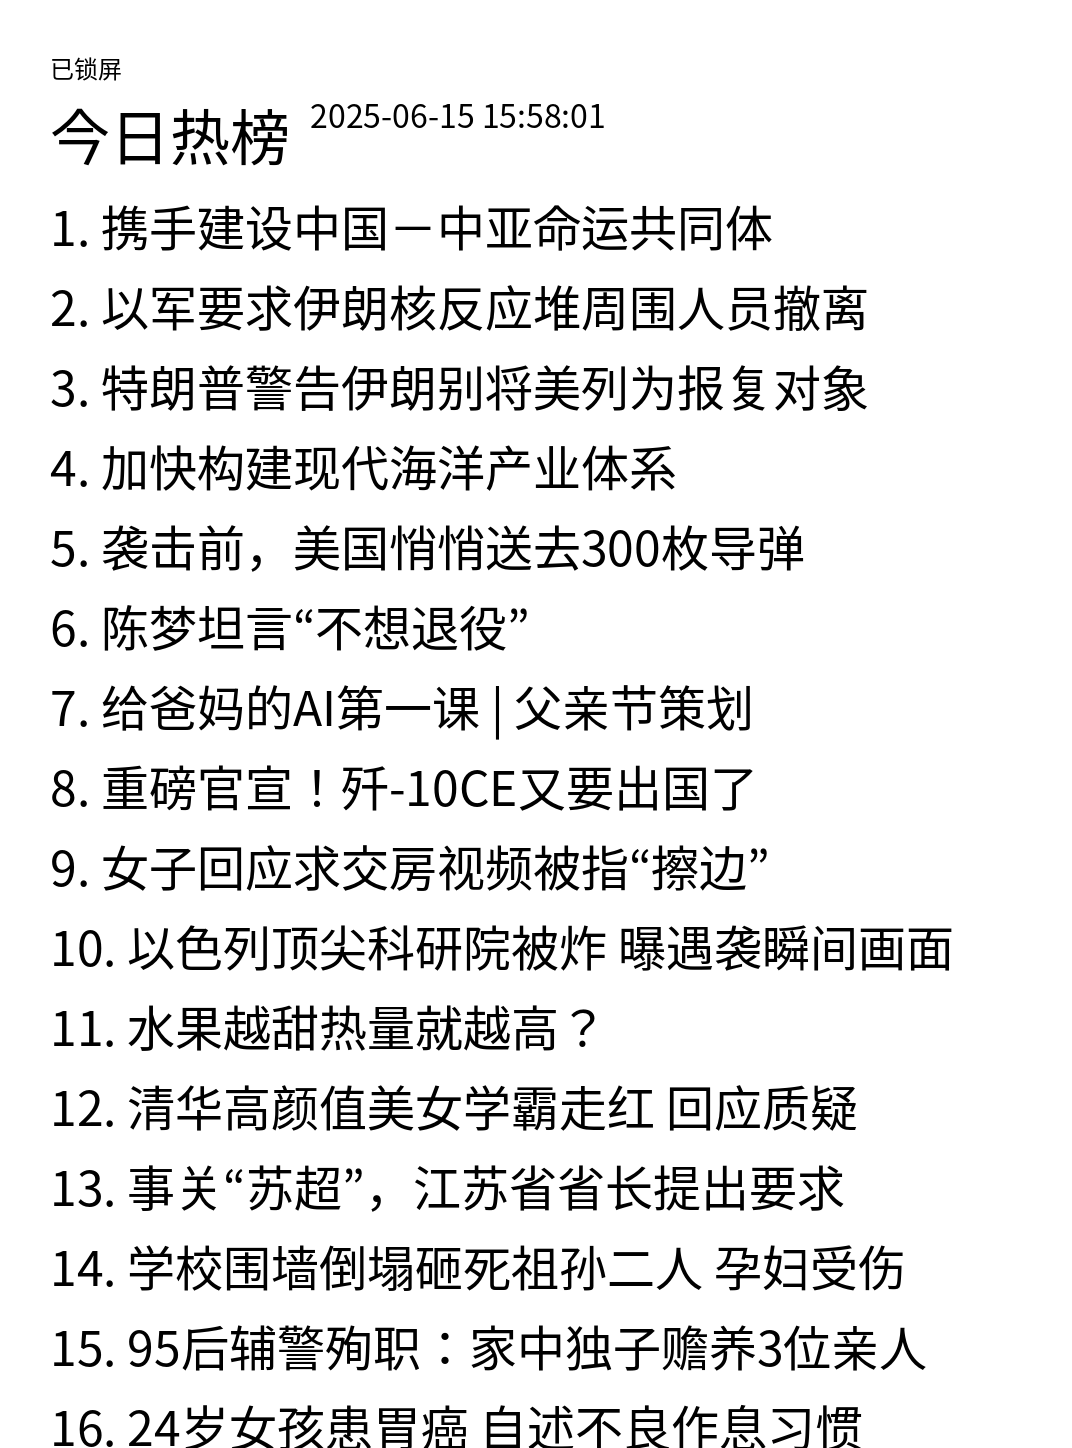 已锁屏
今日热榜 2025-06-15 15:58:01
1. 携手建设中国－中亚命运共同体
2. 以军要求伊朗核反应堆周围人员撤离
3. 特朗普警告伊朗别将美列为报复对象
4. 加快构建现代海洋产业体系
5. 袭击前，美国悄悄送去300枚导弹
6. 陈梦坦言“不想退役”
7. 给爸妈的AI第一课 | 父亲节策划
8. 重磅官宣！歼-10CE又要出国了
9. 女子回应求交房视频被指“擦边”
10. 以色列顶尖科研院被炸 曝遇袭瞬间画面
11. 水果越甜热量就越高？
12. 清华高颜值美女学霸走红 回应质疑
13. 事关“苏超”，江苏省省长提出要求
14. 学校围墙倒塌砸死祖孙二人 孕妇受伤
15. 95后辅警殉职：家中独子赡养3位亲人
16. 24岁女孩患胃癌 自述不良作息习惯